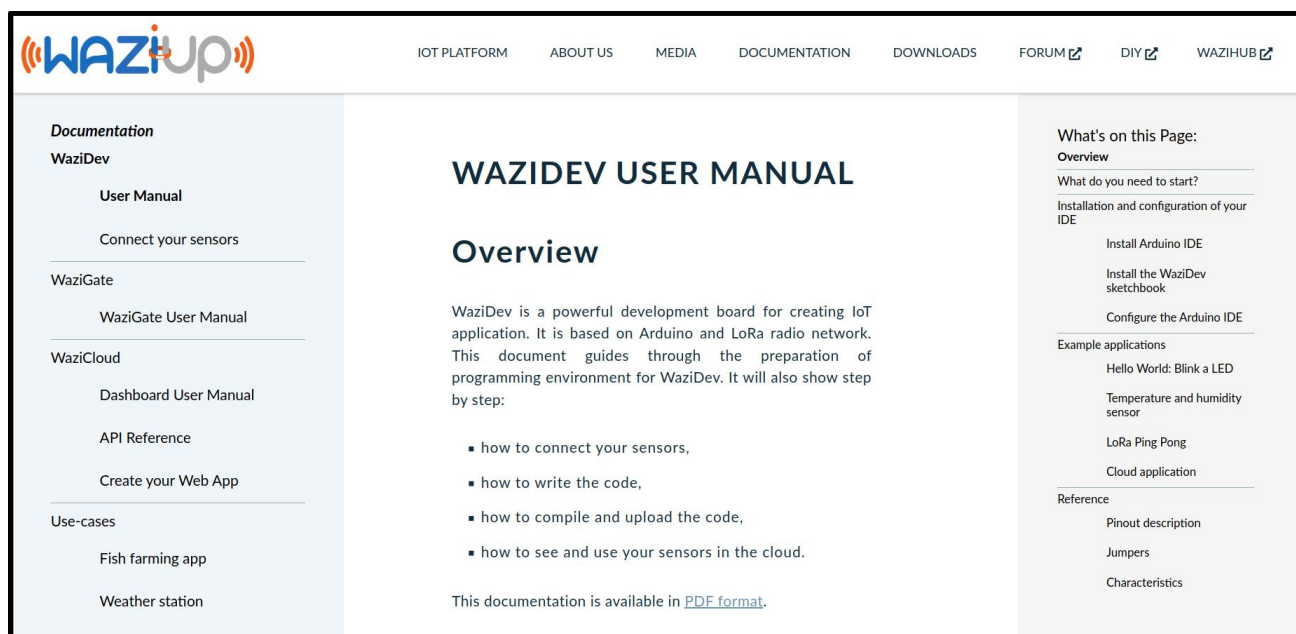 WAZIUP
IOT PLATFORM ABOUT US MEDIA DOCUMENTATION DOWNLOADS FORUM DIY WAZIHUB
Documentation
WaziDev
User Manual
Connect your sensors
WaziGate
WaziGate User Manual
WaziCloud
Dashboard User Manual
API Reference
Create your Web App
Use-cases
Fish farming app
Weather station
WAZIDEV USER MANUAL
Overview
WaziDev is a powerful development board for creating IoT
application. It is based on Arduino and LoRa radio network.
This document guides through the preparation of
programming environment for WaziDev. It will also show step
by step:
▪ how to connect your sensors,
▪ how to write the code,
▪ how to compile and upload the code,
▪ how to see and use your sensors in the cloud.
This documentation is available in PDF format.
What's on this Page:
Overview
What do you need to start?
Installation and configuration of your
IDE
Install Arduino IDE
Install the WaziDev
sketchbook
Configure the Arduino IDE
Example applications
Hello World: Blink a LED
Temperature and humidity
sensor
LoRa Ping Pong
Cloud application
Reference
Pinout description
Jumpers
Characteristics